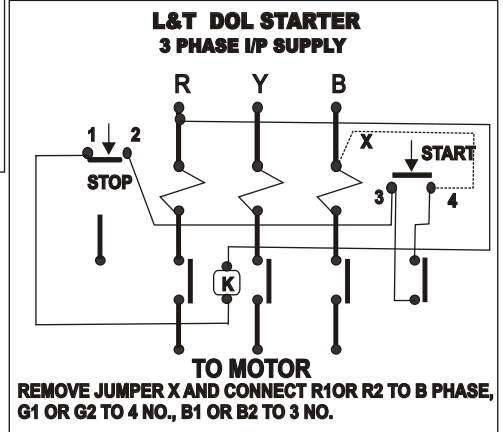 L&T DOL STARTER
3 PHASE I/P SUPPLY
R Y B
1 2
X
START
STOP
3 4
K
TO MOTOR
REMOVE JUMPER X AND CONNECT R1OR R2 TO B PHASE,
G1 OR G2 TO 4 NO., B1 OR B2 TO 3 NO.